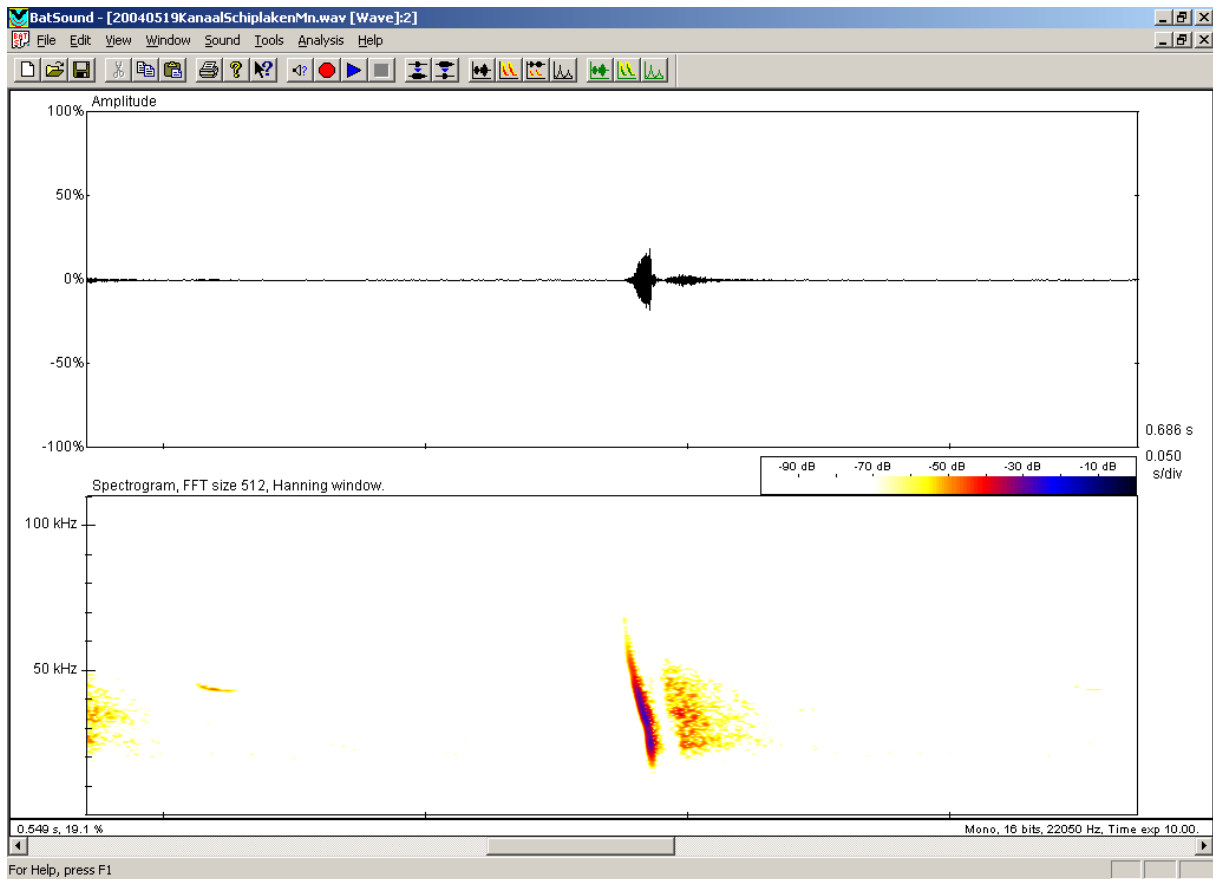 BatSound - [20040519KanaalSchiplakenMn.wav [Wave]:2]
File Edit View Window Sound Tools Analysis Help
Amplitude
100%
50%
0%
-50%
-100%
0.686 s
0.050
s/div
-90 dB -70 dB -50 dB -30 dB -10 dB
Spectrogram, FFT size 512, Hanning window.
100 kHz
50 kHz
0.549 s, 19.1 %
Mono, 16 bits, 22050 Hz, Time exp 10.00.
For Help, press F1